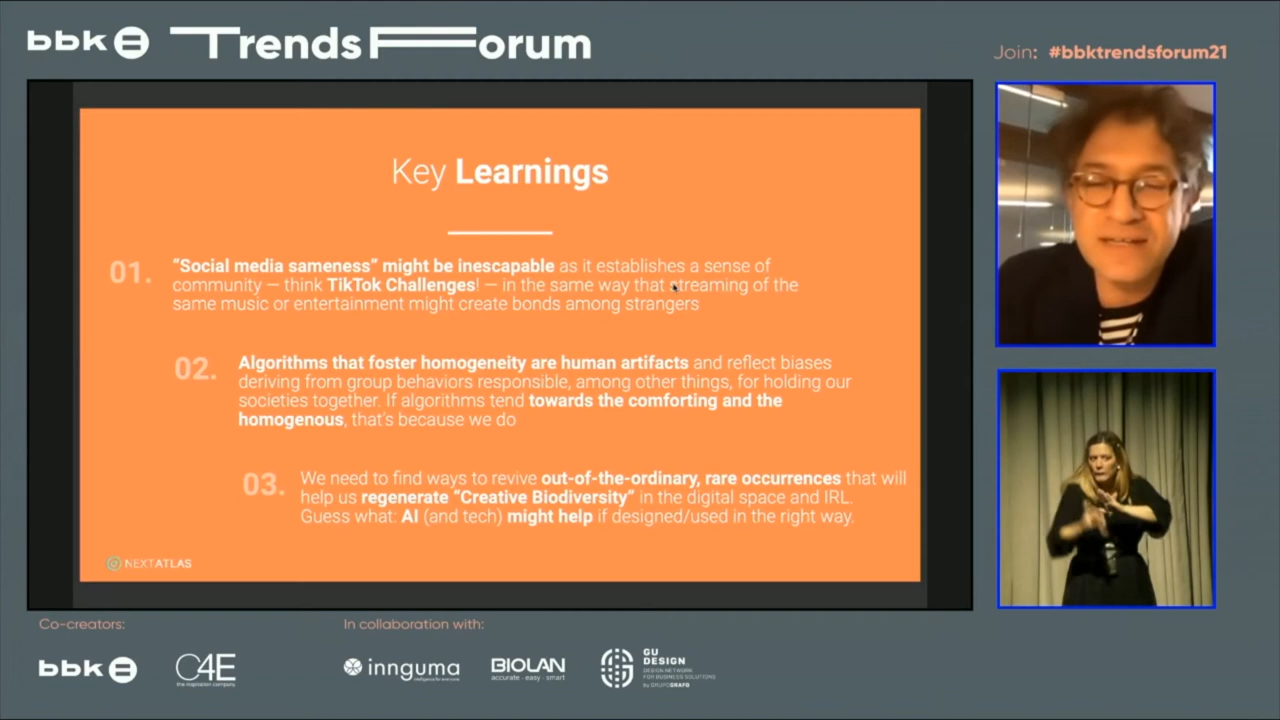 bbk Trends Forum
Join: #bbktrendsforum21
Key Learnings
01.
“Social media sameness” might be inescapable as it establishes a sense of
community — think TikTok Challenges! — in the same way that streaming of the
same music or entertainment might create bonds among strangers
02.
Algorithms that foster homogeneity are human artifacts and reflect biases
deriving from group behaviors responsible, among other things, for holding our
societies together. If algorithms tend towards the comforting and the
homogenous, that's because we do
03.
We need to find ways to revive out-of-the-ordinary, rare occurrences that will
help us regenerate “Creative Biodiversity” in the digital space and IRL.
Guess what: AI (and tech) might help if designed/used in the right way.
NEXTATLAS
Co-creators:
In collaboration with:
bbk
C4E
the inspiration company
innguma
intelligence for everyone
BIOLAN
accurate · easy · smart
GU
DESIGN
DESIGN NETWORK
FOR BUSINESS SOLUTIONS
by GRUPOGRAFO